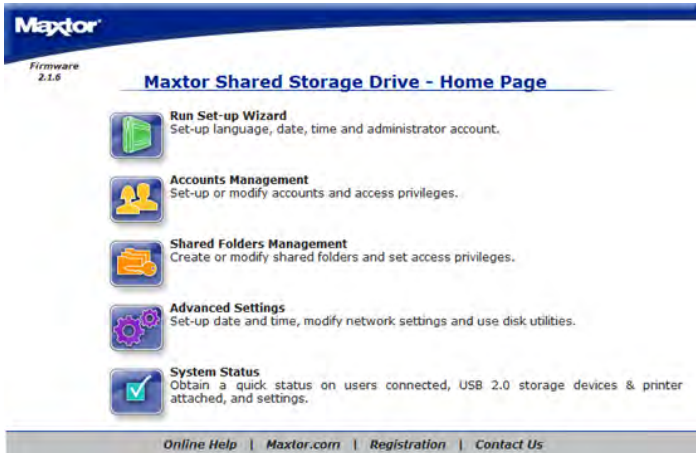 Maxtor
Firmware
2.1.6
Maxtor Shared Storage Drive - Home Page
Run Set-up Wizard
Set-up language, date, time and administrator account.
Accounts Management
Set-up or modify accounts and access privileges.
Shared Folders Management
Create or modify shared folders and set access privileges.
Advanced Settings
Set-up date and time, modify network settings and use disk utilities.
System Status
Obtain a quick status on users connected, USB 2.0 storage devices & printer
attached, and settings.
Online Help | Maxtor.com | Registration | Contact Us